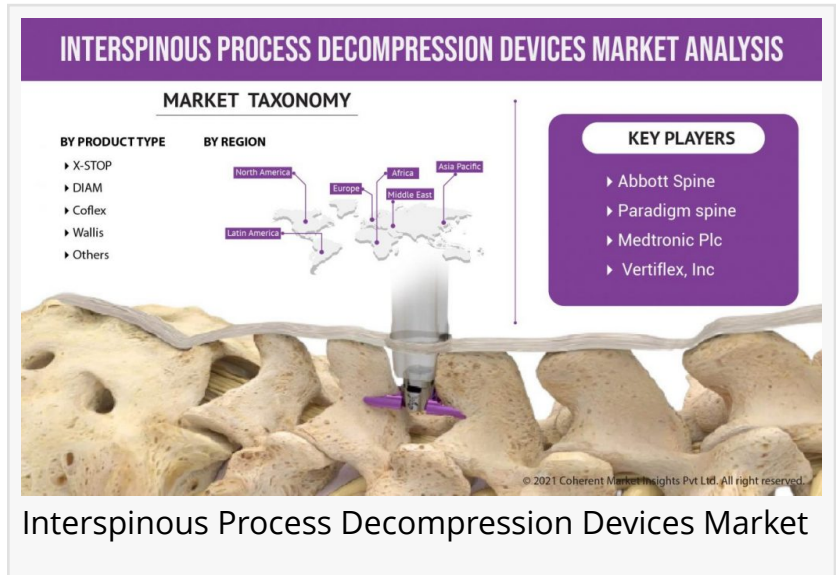 INTERSPINOUS PROCESS DECOMPRESSION DEVICES MARKET ANALYSIS
MARKET TAXONOMY
BY PRODUCT TYPE
X-STOP
DIAM
Coflex
Wallis
Others
BY REGION
North America
Europe
Africa
Middle East
Asia Pacific
Latin America
KEY PLAYERS
Abbott Spine
Paradigm spine
Medtronic Plc
Vertiflex, Inc
© 2021 Coherent Market Insights Pvt Ltd. All right reserved.
Interspinous Process Decompression Devices Market